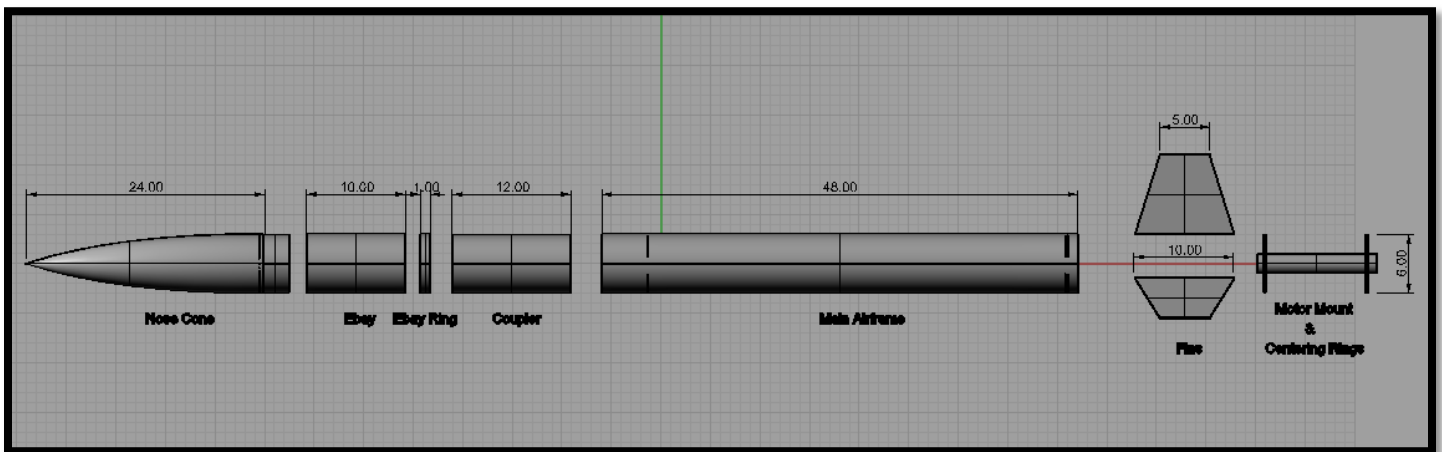 5.00
24.00
10.00
1.00
12.00
48.00
10.00
6.00
Nose Cone
Ebay
Ebay Ring
Coupler
Main Airframe
Fins
Motor Mount
&
Centering Rings